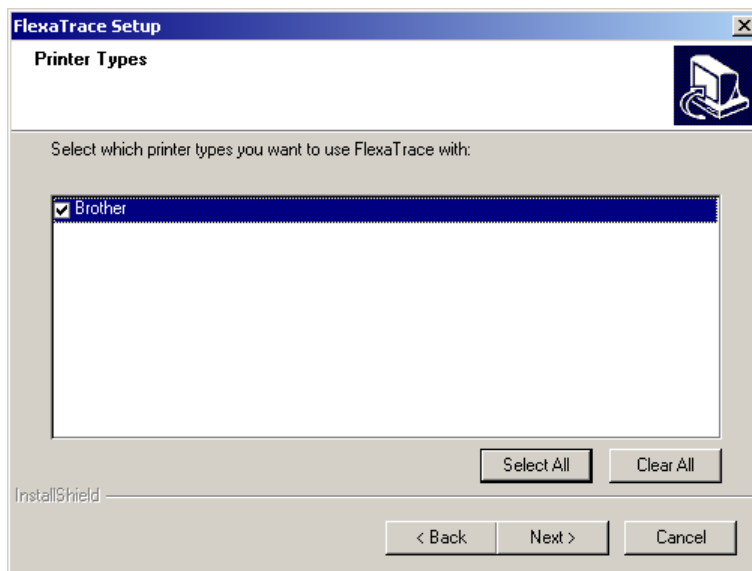 FlexaTrace Setup
Printer Types
Select which printer types you want to use FlexaTrace with:
Brother
Select All Clear All
InstallShield
< Back Next > Cancel